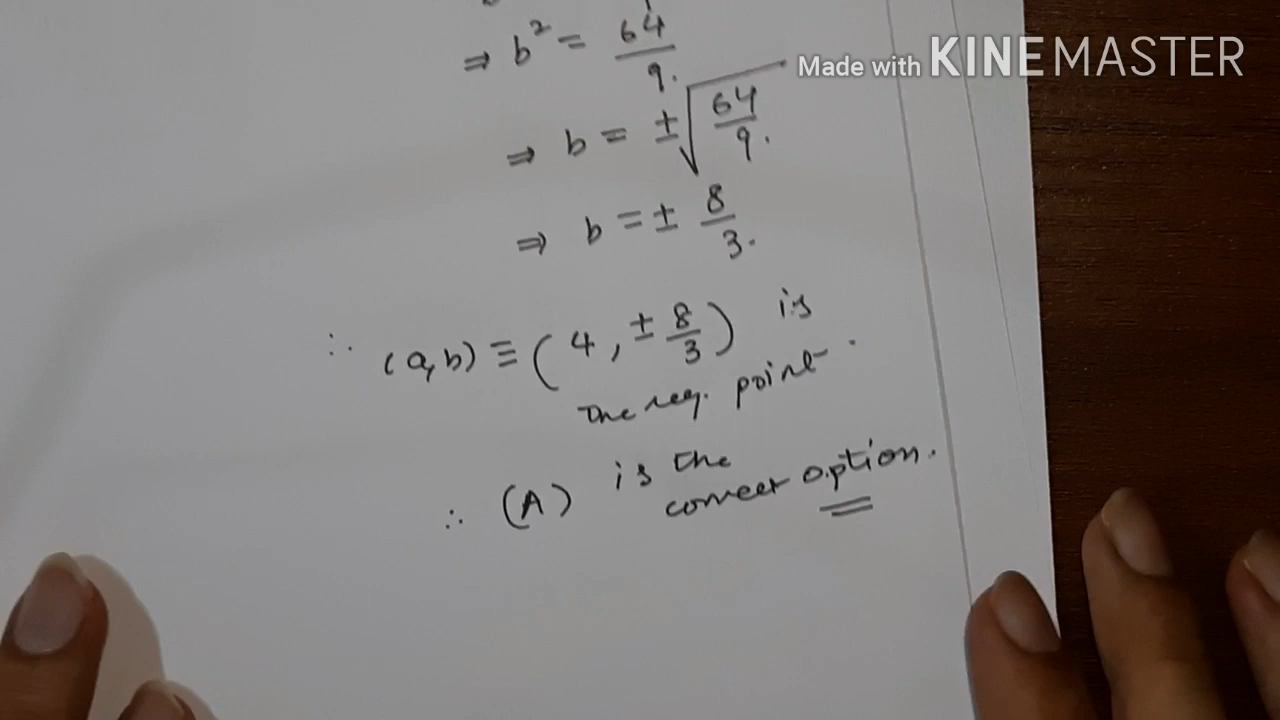 ⇒ b² = 64/9.
Made with KINEMASTER
⇒ b = ±√(64/9).
⇒ b = ± 8/3.
∴ (a,b) ≡ (4, ± 8/3) is
the req. point.
∴ (A) is the
correct option.